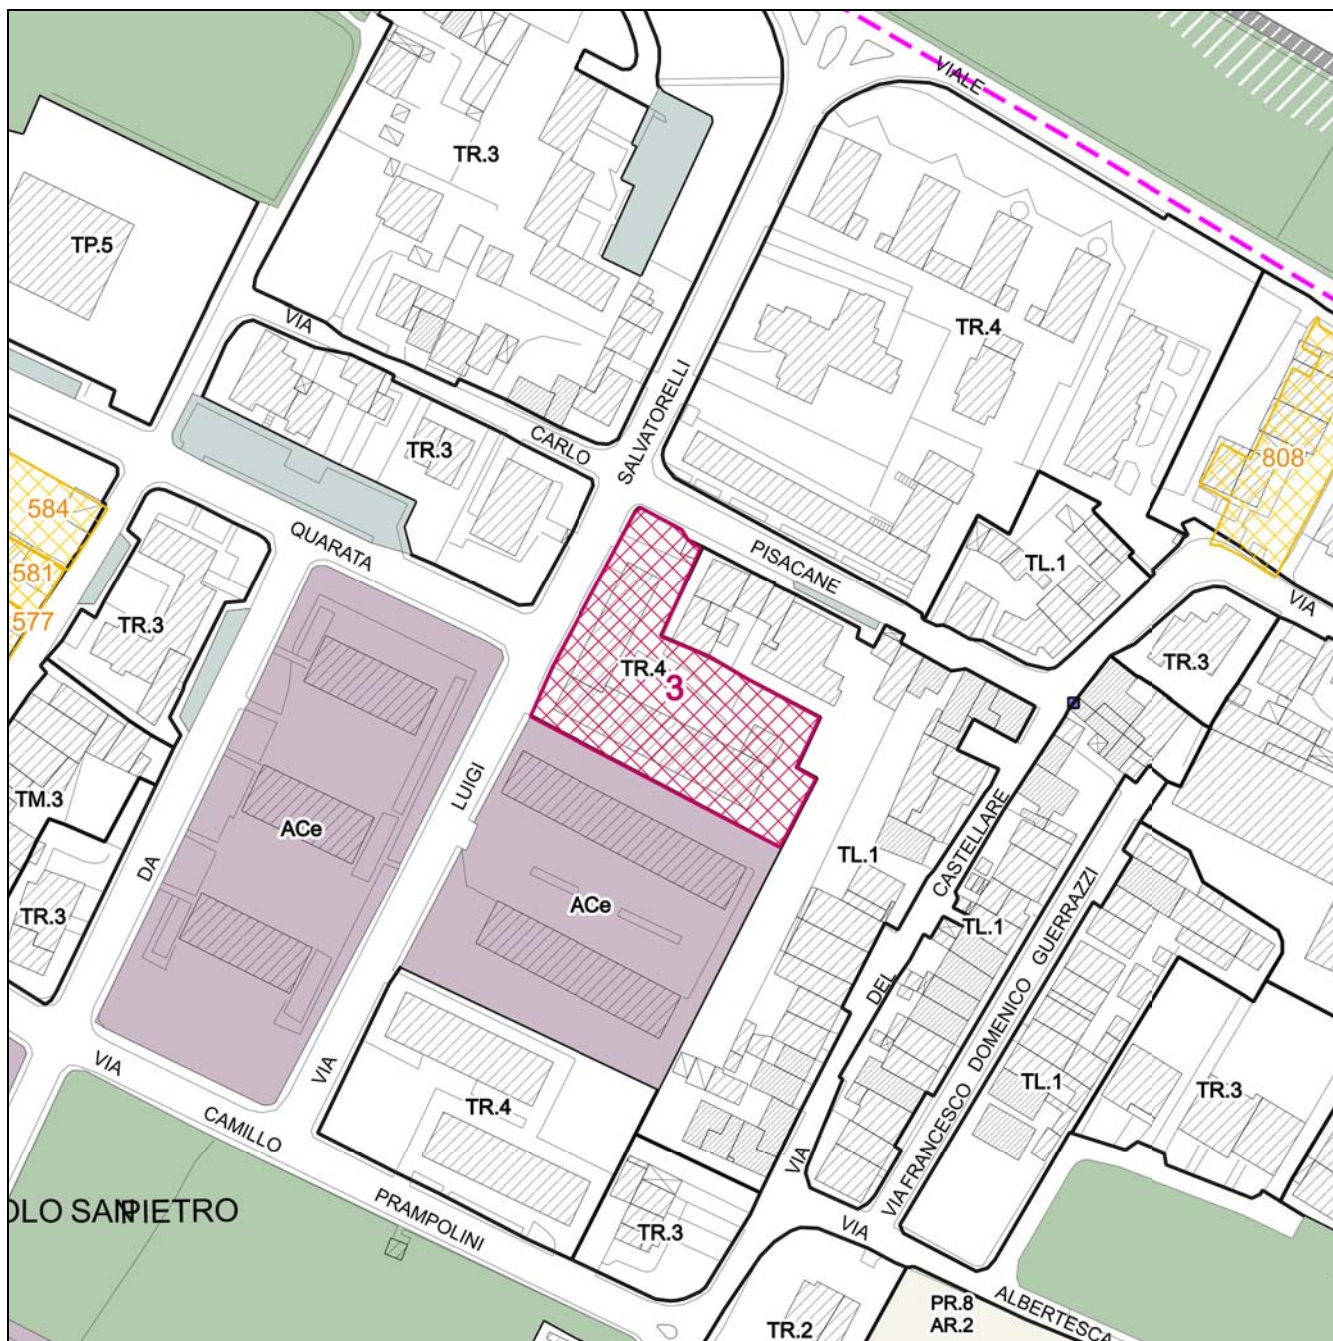 VIALE
TR.3
TP.5
VIA
TR.4
SALVATORELLI
CARLO
TR.3
808
584
QUARATA
PISACANE
TL.1
581
577
VIA
TR.3
TR.4
3
TR.3
LUIGI
TM.3
ACe
DA
CASTELLARE
TL.1
ACe
TR.3
TL.1
DEL
VIA FRANCESCO DOMENICO GUERRAZZI
VIA
VIA
TL.1
TR.3
TR.4
CAMILLO
VIA
PRAMPOLINI
OLO SAN PIETRO
TR.3
VIA
ALBERTESCA
PR.8
AR.2
TR.2